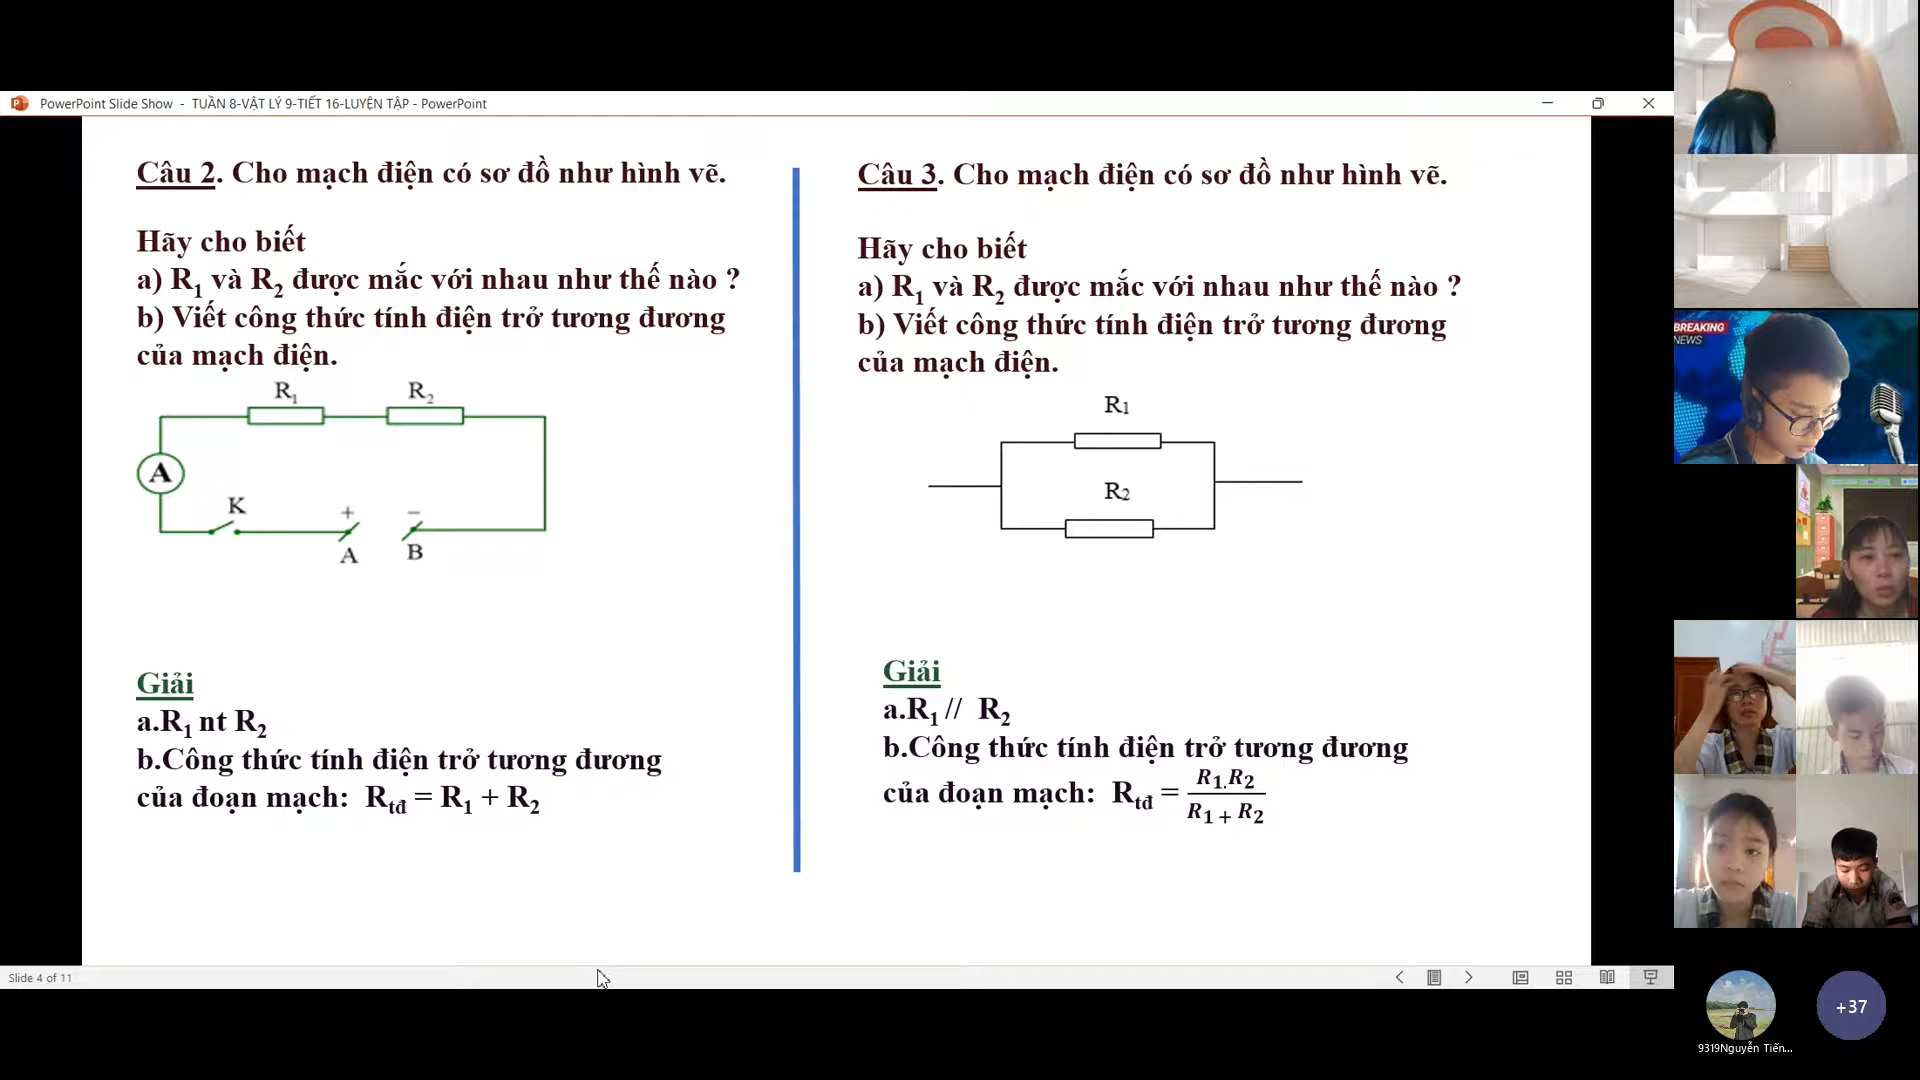 PowerPoint Slide Show - TUẦN 8-VẬT LÝ 9-TIẾT 16-LUYỆN TẬP - PowerPoint
Câu 2. Cho mạch điện có sơ đồ như hình vẽ.
Hãy cho biết
a) R₁ và R₂ được mắc với nhau như thế nào ?
b) Viết công thức tính điện trở tương đương
của mạch điện.
R₁ R₂
A
K
+ –
A B
Giải
a.R₁ nt R₂
b.Công thức tính điện trở tương đương
của đoạn mạch: Rtđ = R₁ + R₂
Câu 3. Cho mạch điện có sơ đồ như hình vẽ.
Hãy cho biết
a) R₁ và R₂ được mắc với nhau như thế nào ?
b) Viết công thức tính điện trở tương đương
của mạch điện.
R₁
R₂
Giải
a.R₁ // R₂
b.Công thức tính điện trở tương đương
của đoạn mạch: Rtđ = R₁.R₂ / R₁ + R₂
Slide 4 of 11
BREAKING
NEWS
+37
9319Nguyễn Tiến...